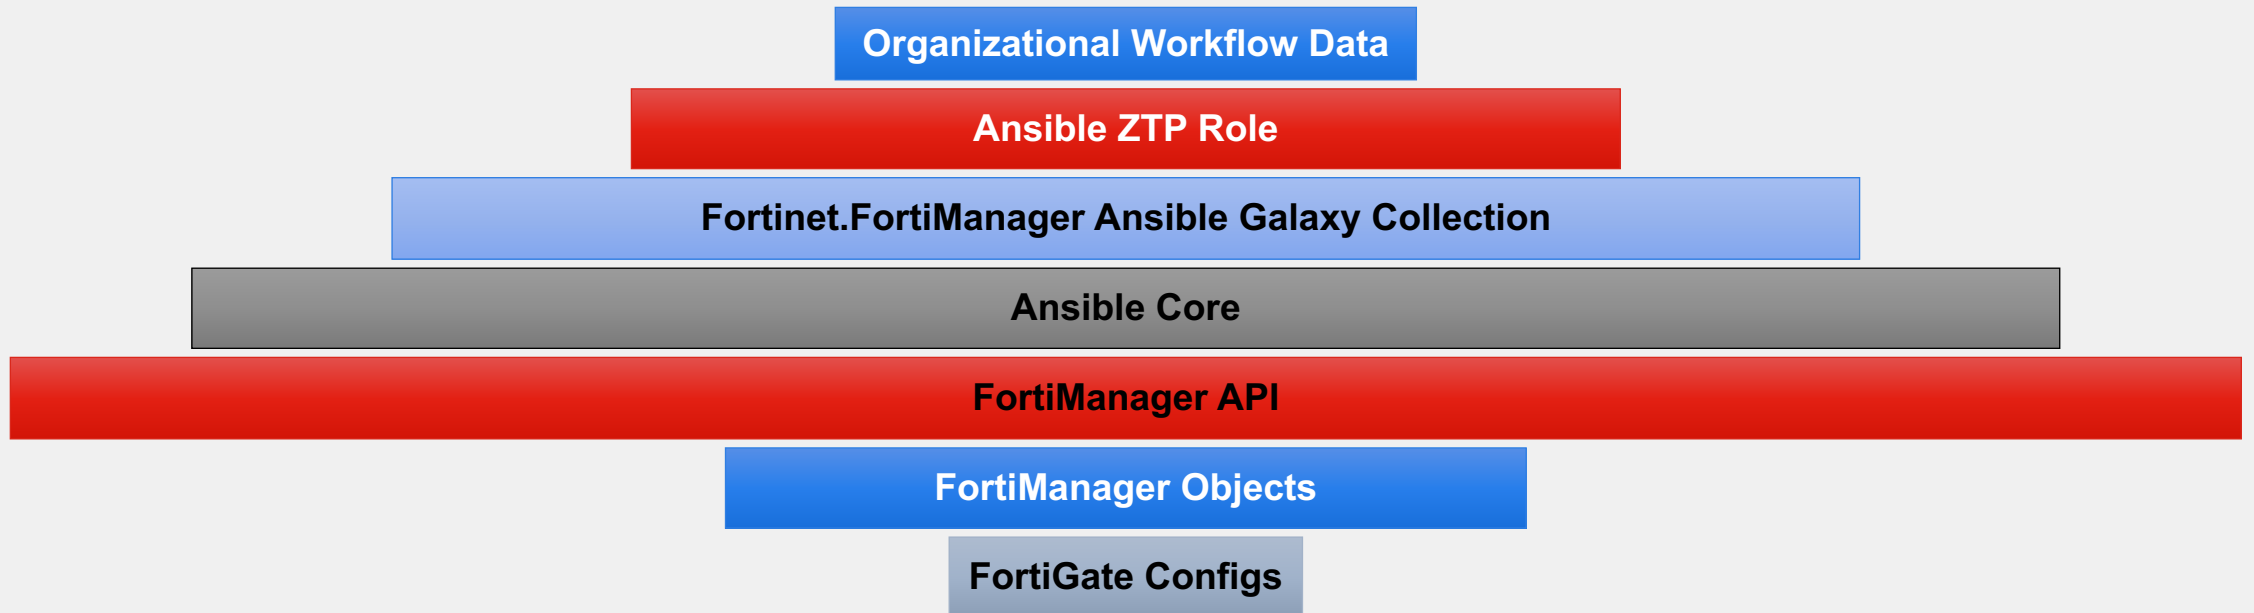 Organizational Workflow Data
Ansible ZTP Role
Fortinet.FortiManager Ansible Galaxy Collection
Ansible Core
FortiManager API
FortiManager Objects
FortiGate Configs